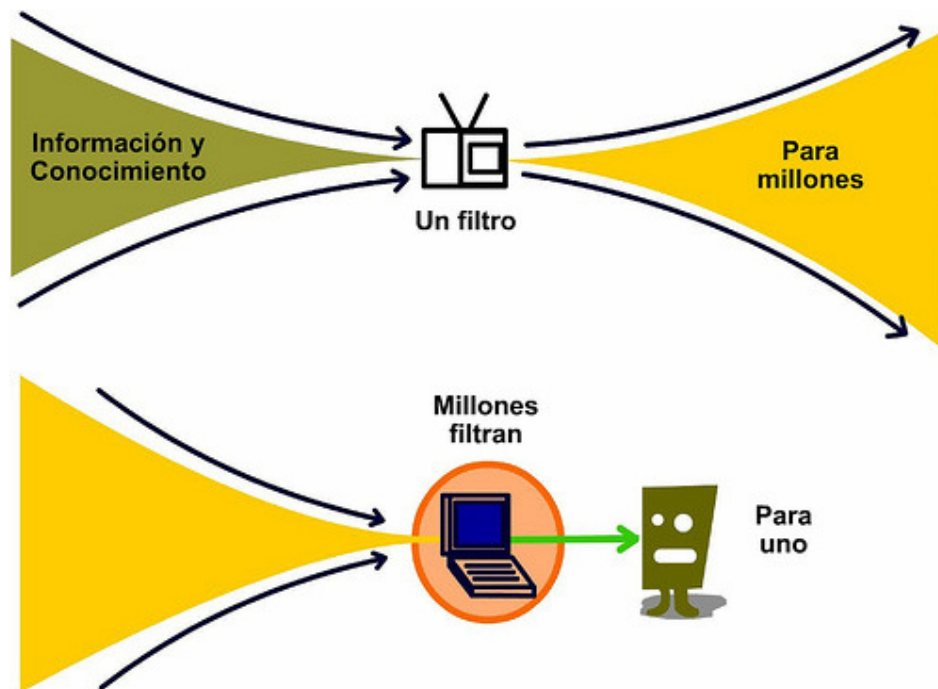 Información y
Conocimiento
Un filtro
Para
millones
Millones
filtran
Para
uno